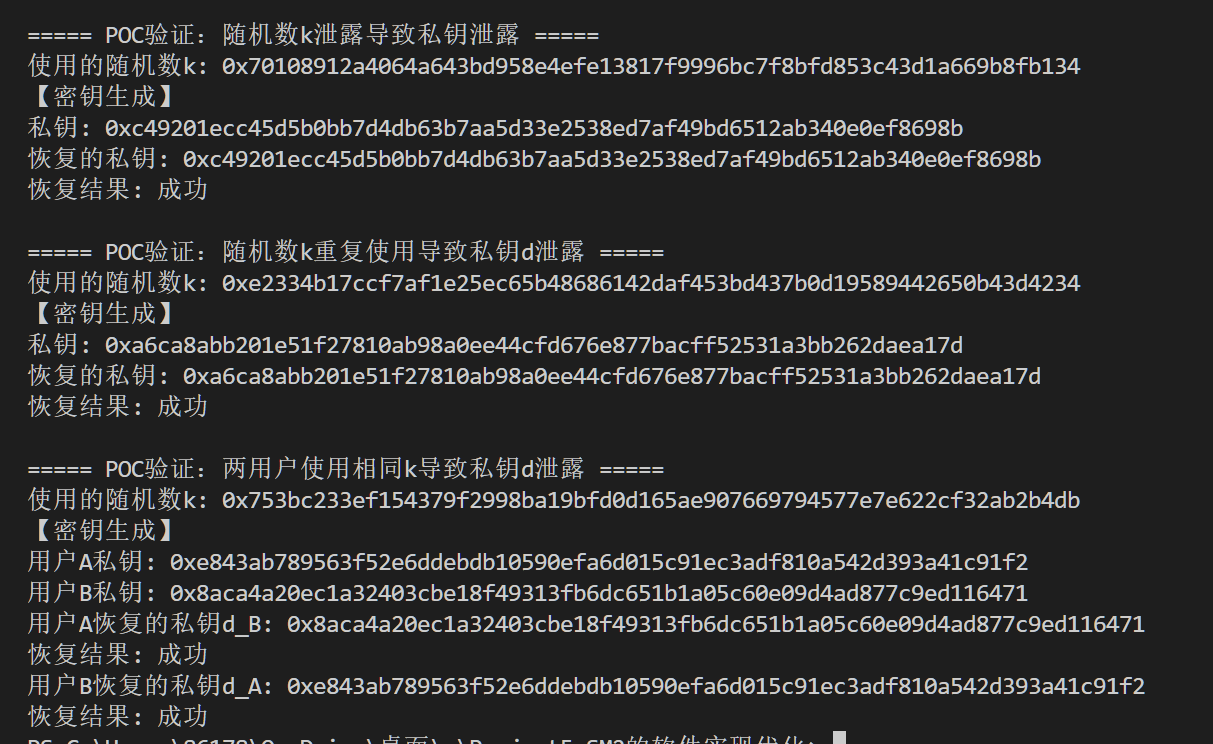 ===== POC验证: 随机数k泄露导致私钥泄露 =====
使用的随机数k: 0x70108912a4064a643bd958e4efe13817f9996bc7f8bfd853c43d1a669b8fb134
【密钥生成】
私钥: 0xc49201ecc45d5b0bb7d4db63b7aa5d33e2538ed7af49bd6512ab340e0ef8698b
恢复的私钥: 0xc49201ecc45d5b0bb7d4db63b7aa5d33e2538ed7af49bd6512ab340e0ef8698b
恢复结果: 成功
===== POC验证: 随机数k重复使用导致私钥d泄露 =====
使用的随机数k: 0xe2334b17ccf7af1e25ec65b48686142daf453bd437b0d19589442650b43d4234
【密钥生成】
私钥: 0xa6ca8abb201e51f27810ab98a0ee44cfd676e877bacff52531a3bb262daea17d
恢复的私钥: 0xa6ca8abb201e51f27810ab98a0ee44cfd676e877bacff52531a3bb262daea17d
恢复结果: 成功
===== POC验证: 两用户使用相同k导致私钥d泄露 =====
使用的随机数k: 0x753bc233ef154379f2998ba19bfd0d165ae907669794577e7e622cf32ab2b4db
【密钥生成】
用户A私钥: 0xe843ab789563f52e6ddebdb10590efa6d015c91ec3adf810a542d393a41c91f2
用户B私钥: 0x8aca4a20ec1a32403cbe18f49313fb6dc651b1a05c60e09d4ad877c9ed116471
用户A恢复的私钥d_B: 0x8aca4a20ec1a32403cbe18f49313fb6dc651b1a05c60e09d4ad877c9ed116471
恢复结果: 成功
用户B恢复的私钥d_A: 0xe843ab789563f52e6ddebdb10590efa6d015c91ec3adf810a542d393a41c91f2
恢复结果: 成功